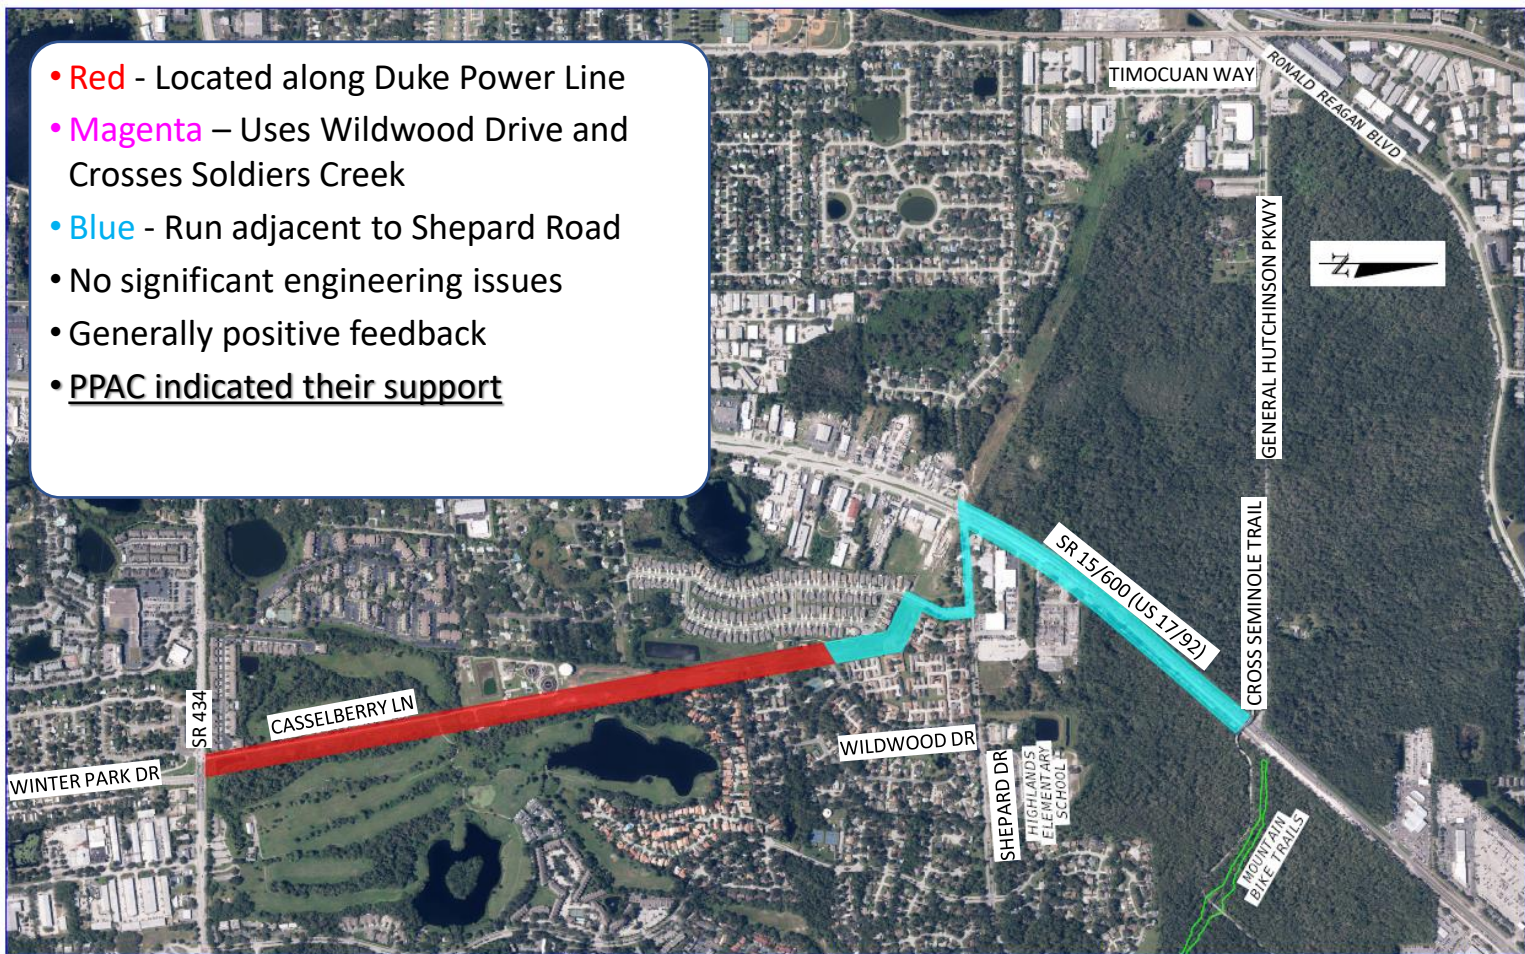 • Red - Located along Duke Power Line
• Magenta – Uses Wildwood Drive and
Crosses Soldiers Creek
• Blue - Run adjacent to Shepard Road
• No significant engineering issues
• Generally positive feedback
• PPAC indicated their support
TIMOCUAN WAY
RONALD REAGAN BLVD
GENERAL HUTCHINSON PKWY
N
CROSS SEMINOLE TRAIL
SR 15/600 (US 17/92)
SR 434
CASSELBERRY LN
WINTER PARK DR
WILDWOOD DR
SHEPARD DR
HIGHLANDS
ELEMENTARY
SCHOOL
MOUNTAIN
BIKE TRAILS